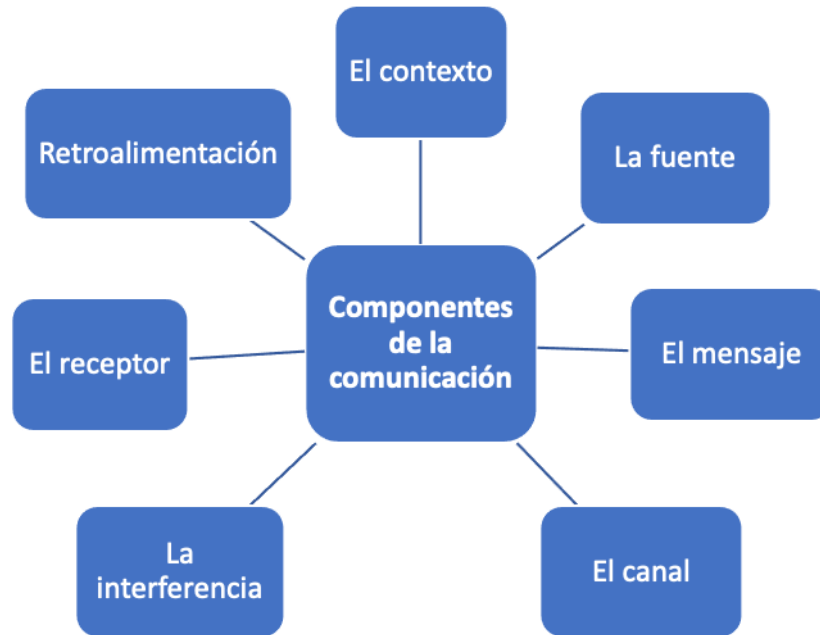 El contexto
La fuente
El mensaje
El canal
La
interferencia
El receptor
Retroalimentación
Componentes
de la
comunicación